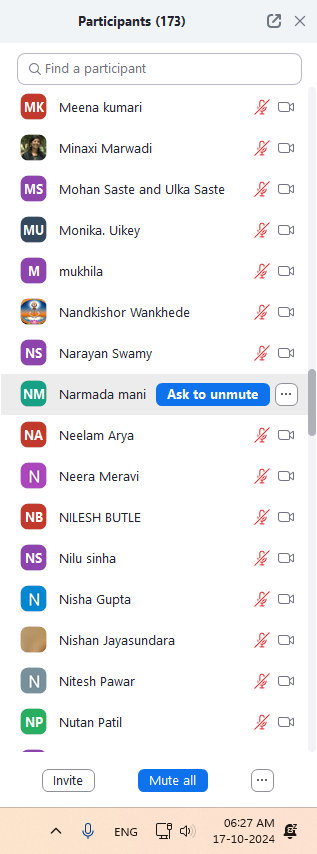 Participants (173)
Find a participant
MK Meena kumari
Minaxi Marwadi
MS Mohan Saste and Ulka Saste
MU Monika. Uikey
M mukhila
Nandkishor Wankhede
NS Narayan Swamy
NM Narmada mani Ask to unmute ...
NA Neelam Arya
N Neera Meravi
NB NILESH BUTLE
NS Nilu sinha
N Nisha Gupta
Nishan Jayasundara
N Nitesh Pawar
NP Nutan Patil
Invite Mute all ...
ENG 06:27 AM
17-10-2024